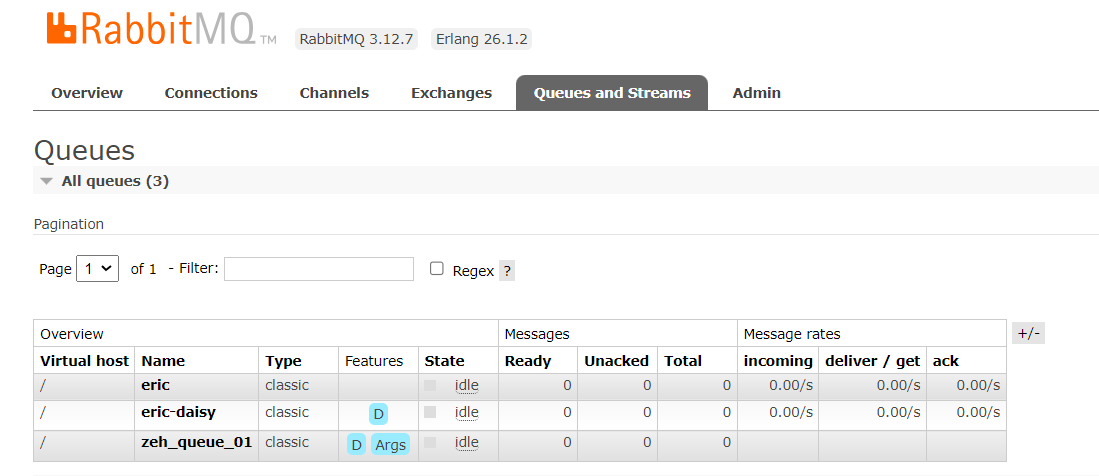 RabbitMQ TM RabbitMQ 3.12.7 Erlang 26.1.2
Overview Connections Channels Exchanges Queues and Streams Admin
Queues
All queues (3)
Pagination
Page 1 of 1 - Filter: Regex ?
Overview Messages Message rates +/-
Virtual host Name Type Features State Ready Unacked Total incoming deliver / get ack
/ eric classic idle 0 0 0 0.00/s 0.00/s 0.00/s
/ eric-daisy classic D idle 0 0 0 0.00/s 0.00/s 0.00/s
/ zeh_queue_01 classic D Args idle 0 0 0